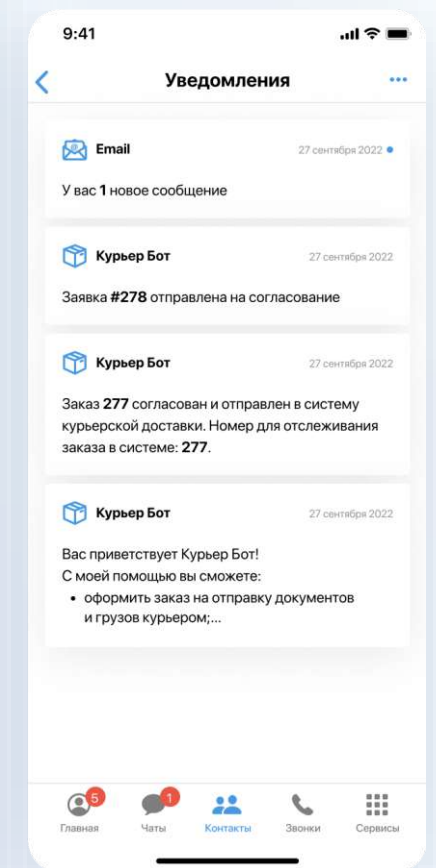 9:41
Уведомления
Email
27 сентября 2022
У вас 1 новое сообщение
Курьер Бот
27 сентября 2022
Заявка #278 отправлена на согласование
Курьер Бот
27 сентября 2022
Заказ 277 согласован и отправлен в систему
курьерской доставки. Номер для отслеживания
заказа в системе: 277.
Курьер Бот
27 сентября 2022
Вас приветствует Курьер Бот!
С моей помощью вы сможете:
• оформить заказ на отправку документов
и грузов курьером;...
5
1
Главная
Чаты
Контакты
Звонки
Сервисы